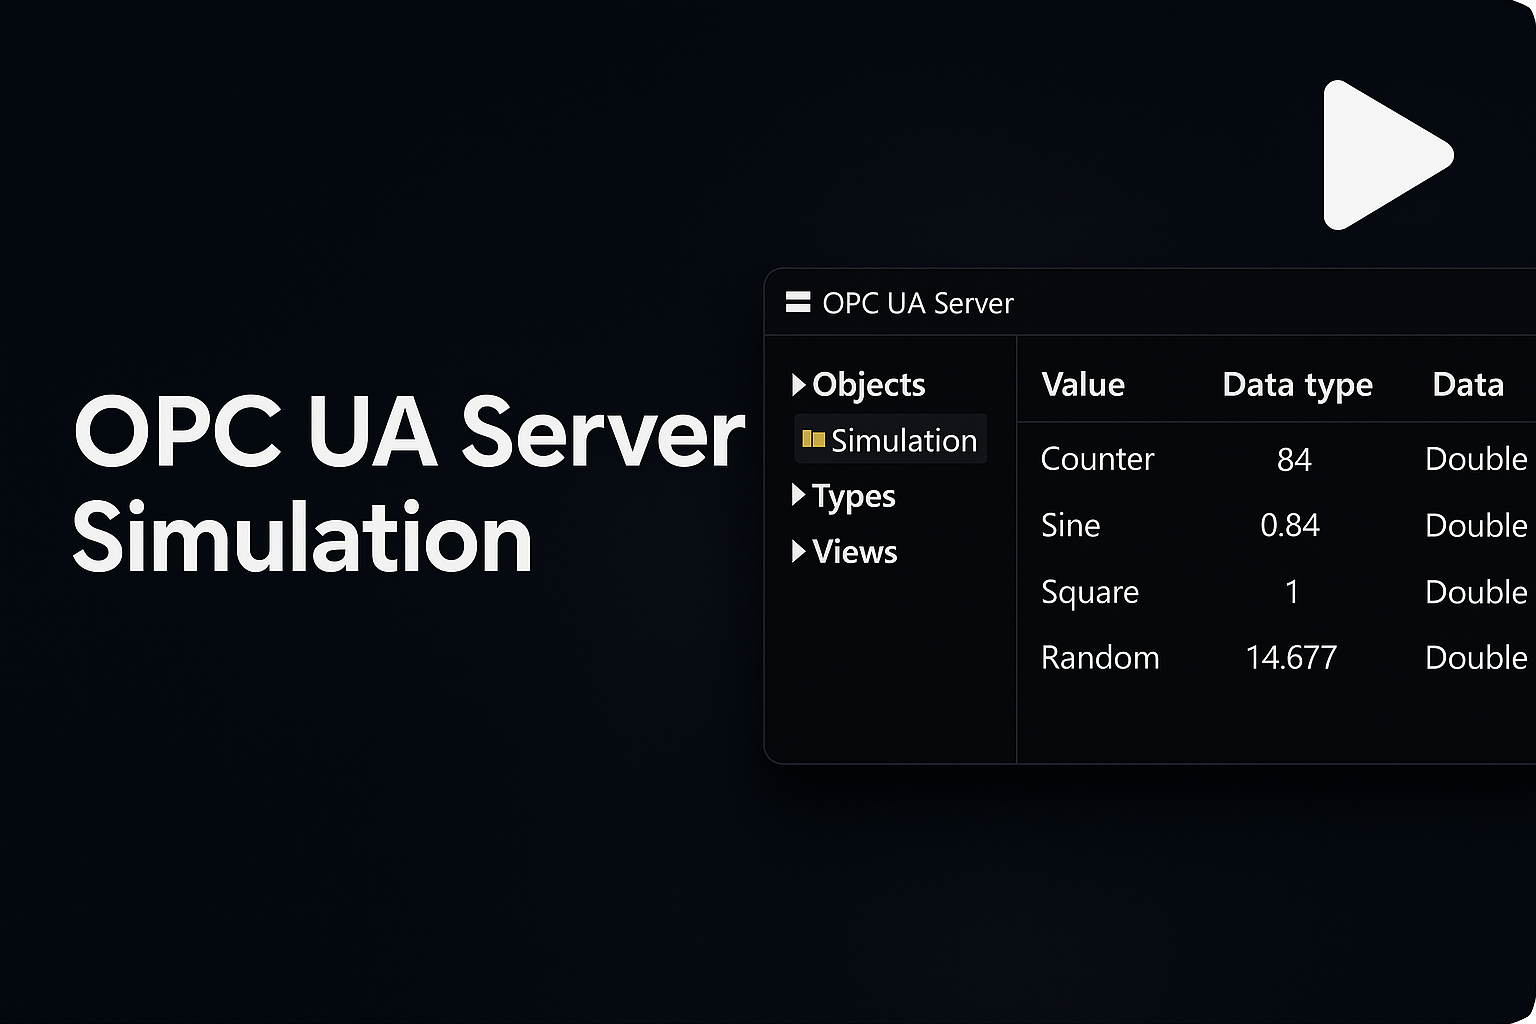 OPC UA Server
Simulation
OPC UA Server
Objects
Simulation
Types
Views
Value Data type Data
Counter 84 Double
Sine 0.84 Double
Square 1 Double
Random 14.677 Double